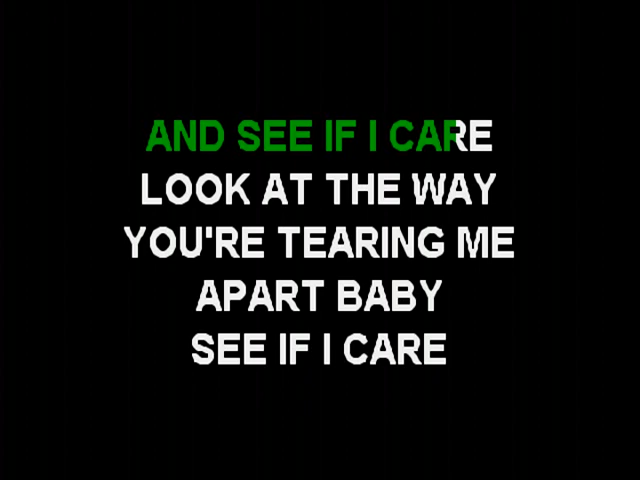 AND SEE IF I CARE
LOOK AT THE WAY
YOU'RE TEARING ME
APART BABY
SEE IF I CARE